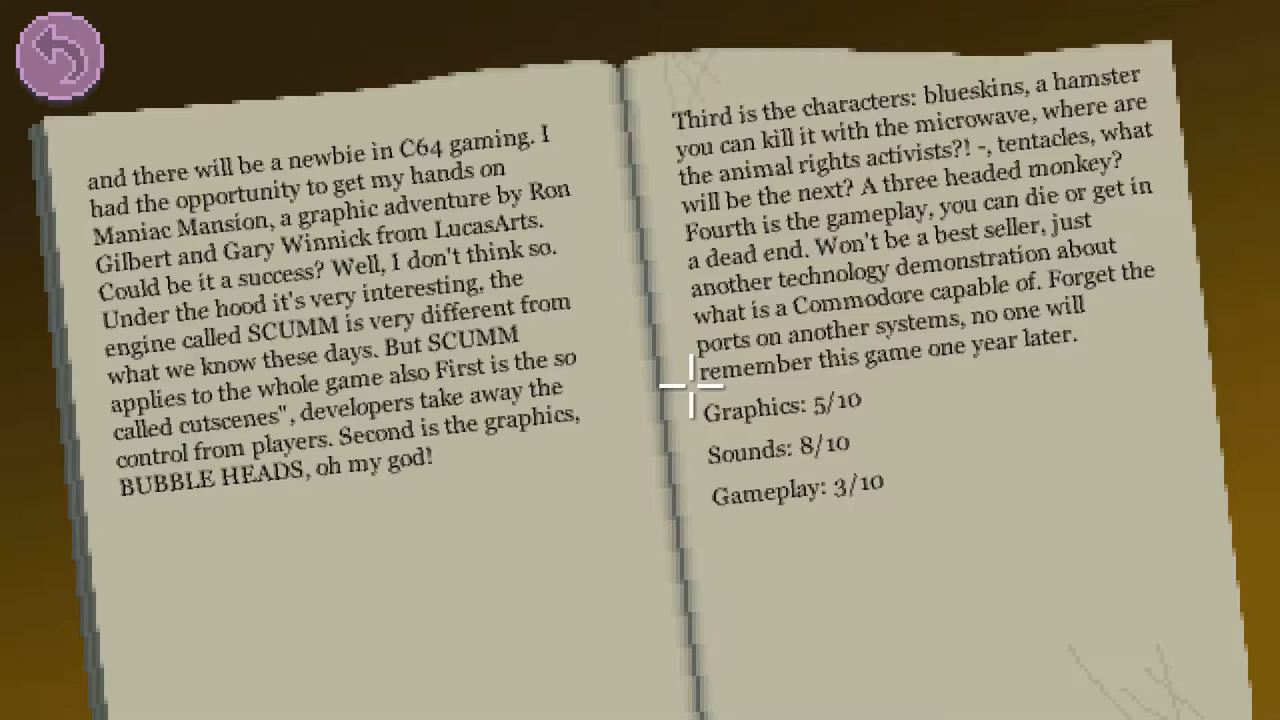 and there will be a newbie in C64 gaming. I
had the opportunity to get my hands on
Maniac Mansion, a graphic adventure by Ron
Gilbert and Gary Winnick from LucasArts.
Could be it a success? Well, I don't think so.
Under the hood it's very interesting, the
engine called SCUMM is very different from
what we know these days. But SCUMM
applies to the whole game also First is the so
called cutscenes", developers take away the
control from players. Second is the graphics,
BUBBLE HEADS, oh my god!
Third is the characters: blueskins, a hamster
you can kill it with the microwave, where are
the animal rights activists?! -, tentacles, what
will be the next? A three headed monkey?
Fourth is the gameplay, you can die or get in
a dead end. Won't be a best seller, just
another technology demonstration about
what is a Commodore capable of. Forget the
ports on another systems, no one will
remember this game one year later.
Graphics: 5/10
Sounds: 8/10
Gameplay: 3/10